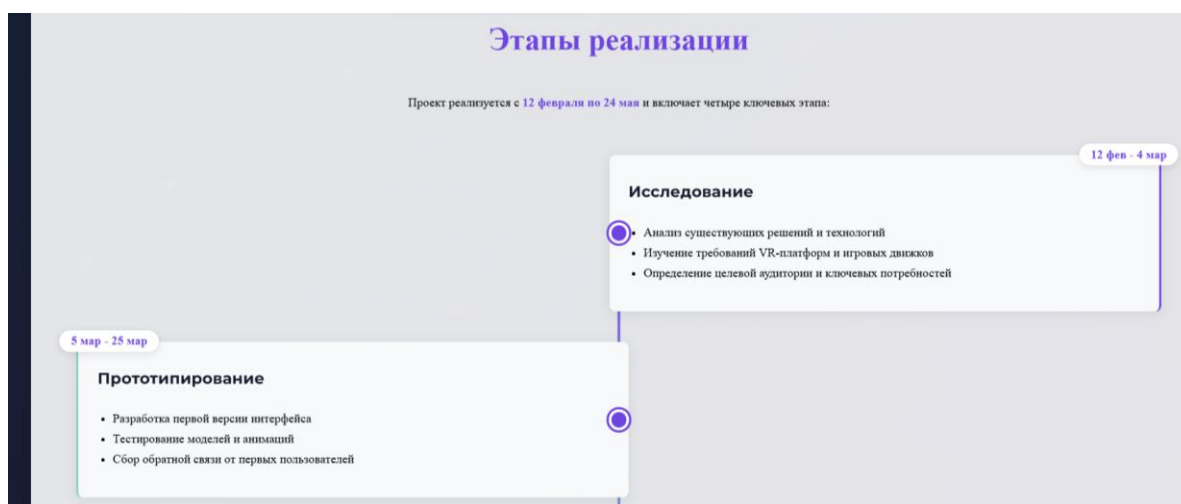 Этапы реализации
Проект реализуется с 12 февраля по 24 мая и включает четыре ключевых этапа:
12 фев - 4 мар
Исследование
• Анализ существующих решений и технологий
• Изучение требований VR-платформ и игровых движков
• Определение целевой аудитории и ключевых потребностей
5 мар - 25 мар
Прототипирование
• Разработка первой версии интерфейса
• Тестирование моделей и анимаций
• Сбор обратной связи от первых пользователей